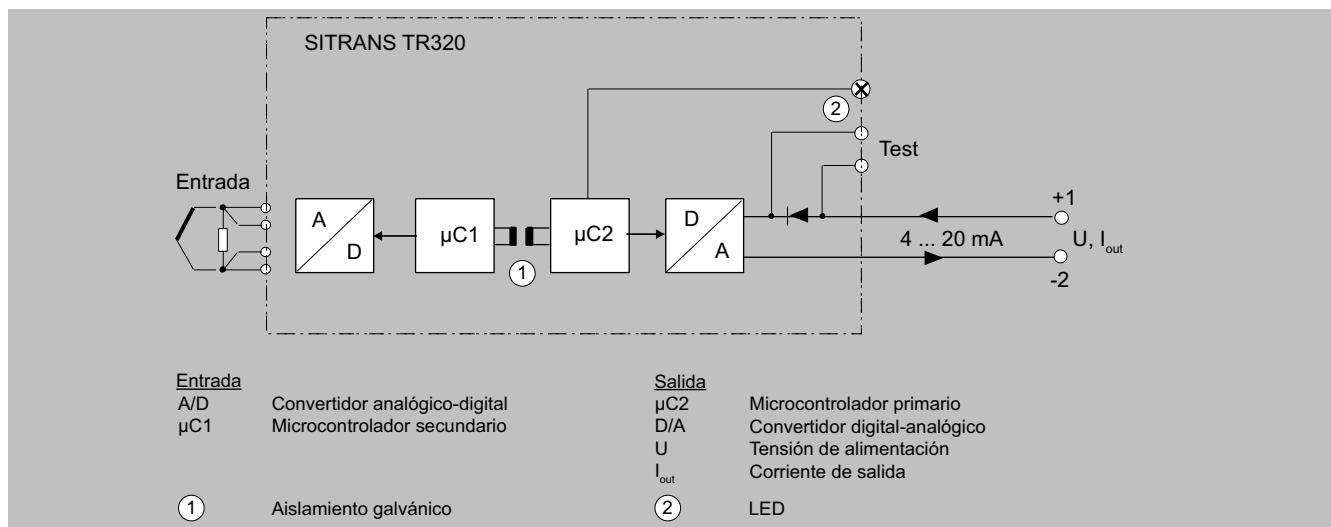 SITRANS TR320
2
Test
Entrada
+1
A
D
µC1
µC2
D
A
4 ... 20 mA
U, Iout
1
-2
Entrada
A/D Convertidor analógico-digital
µC1 Microcontrolador secundario
1 Aislamiento galvánico
Salida
µC2 Microcontrolador primario
D/A Convertidor digital-analógico
U Tensión de alimentación
Iout Corriente de salida
2 LED